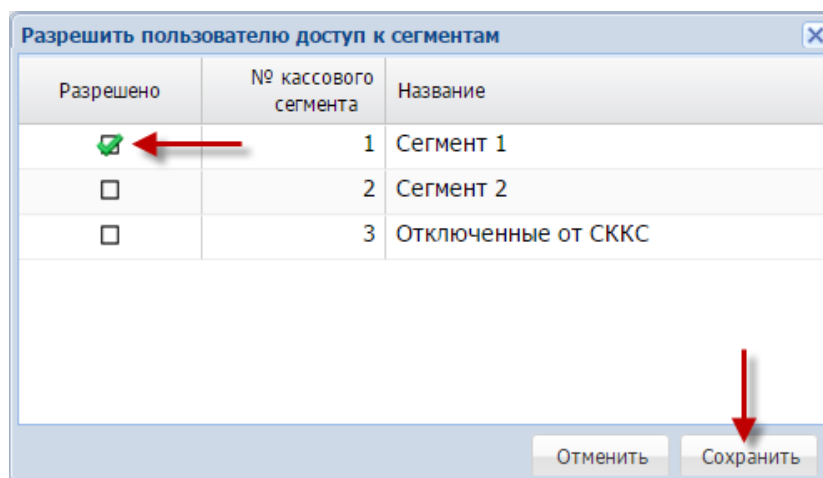 Разрешить пользователю доступ к сегментам
Разрешено № кассового сегмента Название
1 Сегмент 1
2 Сегмент 2
3 Отключенные от СККС
Отменить Сохранить